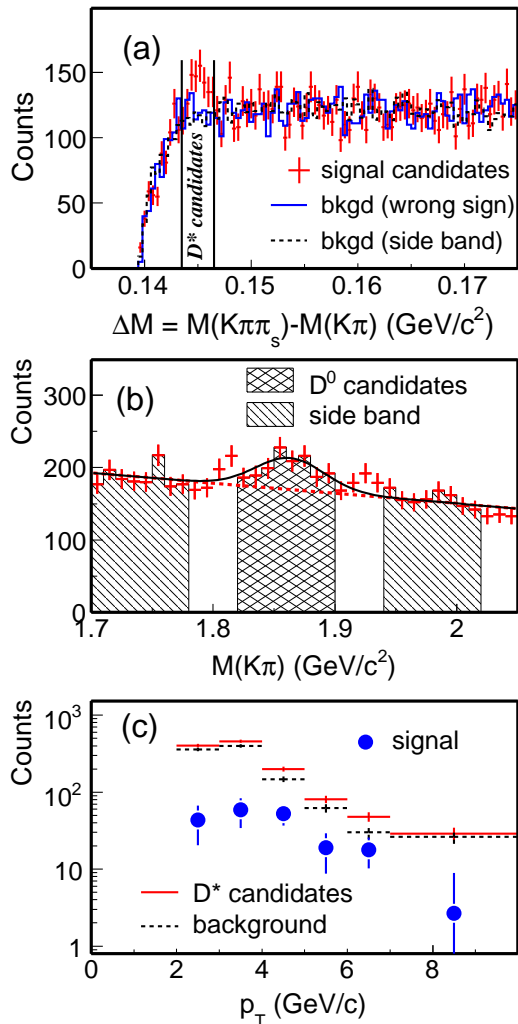 (a)
150
100
50
0
Counts
D* candidates
signal candidates
bkgd (wrong sign)
bkgd (side band)
0.14 0.15 0.16 0.17
ΔM = M(Kππ_s)-M(Kπ) (GeV/c²)
(b)
300
200
100
0
Counts
D⁰ candidates
side band
1.7 1.8 1.9 2
M(Kπ) (GeV/c²)
(c)
10³
10²
10
1
Counts
signal
D* candidates
background
0 2 4 6 8
p_T (GeV/c)